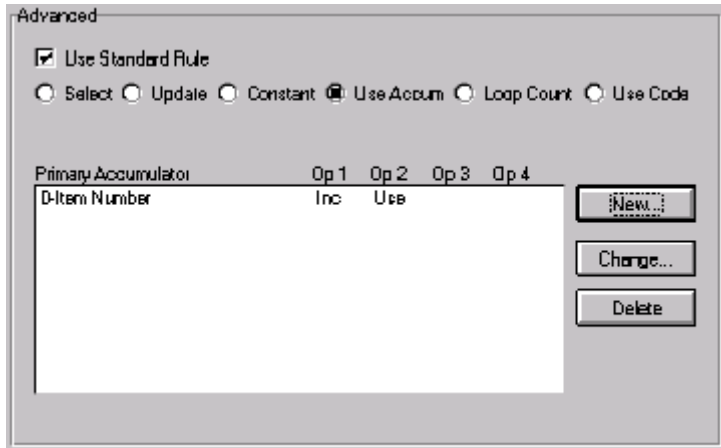 Advanced
Use Standard Rule
Select Update Constant Use Accum Loop Count Use Code
Primary Accumulator Op 1 Op 2 Op 3 Op 4
0-Item Number Inc Use
New...
Change...
Delete